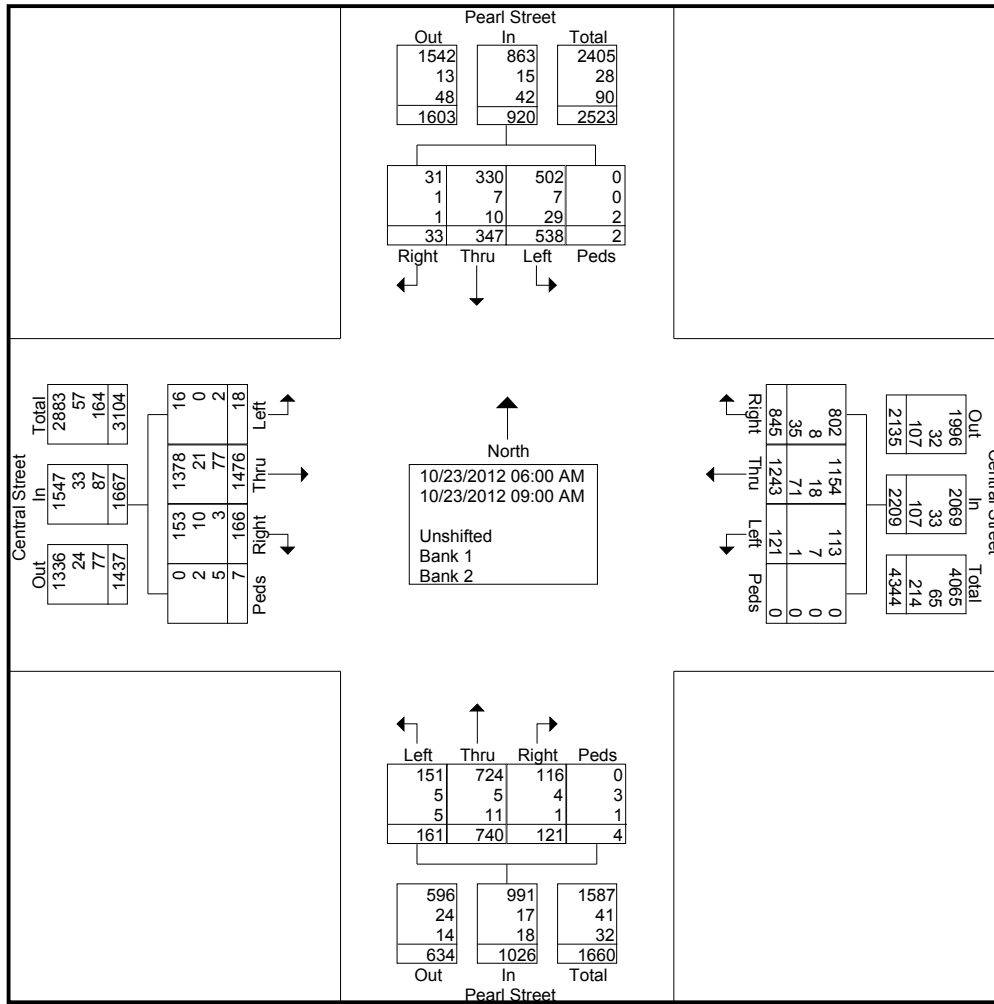 Pearl Street
Out In Total
1542 863 2405
13 15 28
48 42 90
1603 920 2523
31 330 502 0
1 7 7 0
1 10 29 2
33 347 538 2
Right Thru Left Peds
Central Street
Total In Out
2883 1547 1336
57 33 24
164 87 77
3104 1667 1437
16 1378 153 0
0 21 10 2
2 77 3 5
18 1476 166 7
Left Thru Right Peds
North
10/23/2012 06:00 AM
10/23/2012 09:00 AM
Unshifted
Bank 1
Bank 2
Right Thru Left Peds
845 1243 121 0
35 71 1 0
8 18 7 0
802 1154 113 0
2135 2209 4344
107 107 214
32 33 65
1996 2069 4065
Out In Total
Central Street
Left Thru Right Peds
151 724 116 0
5 5 4 3
5 11 1 1
161 740 121 4
596 991 1587
24 17 41
14 18 32
634 1026 1660
Out In Total
Pearl Street